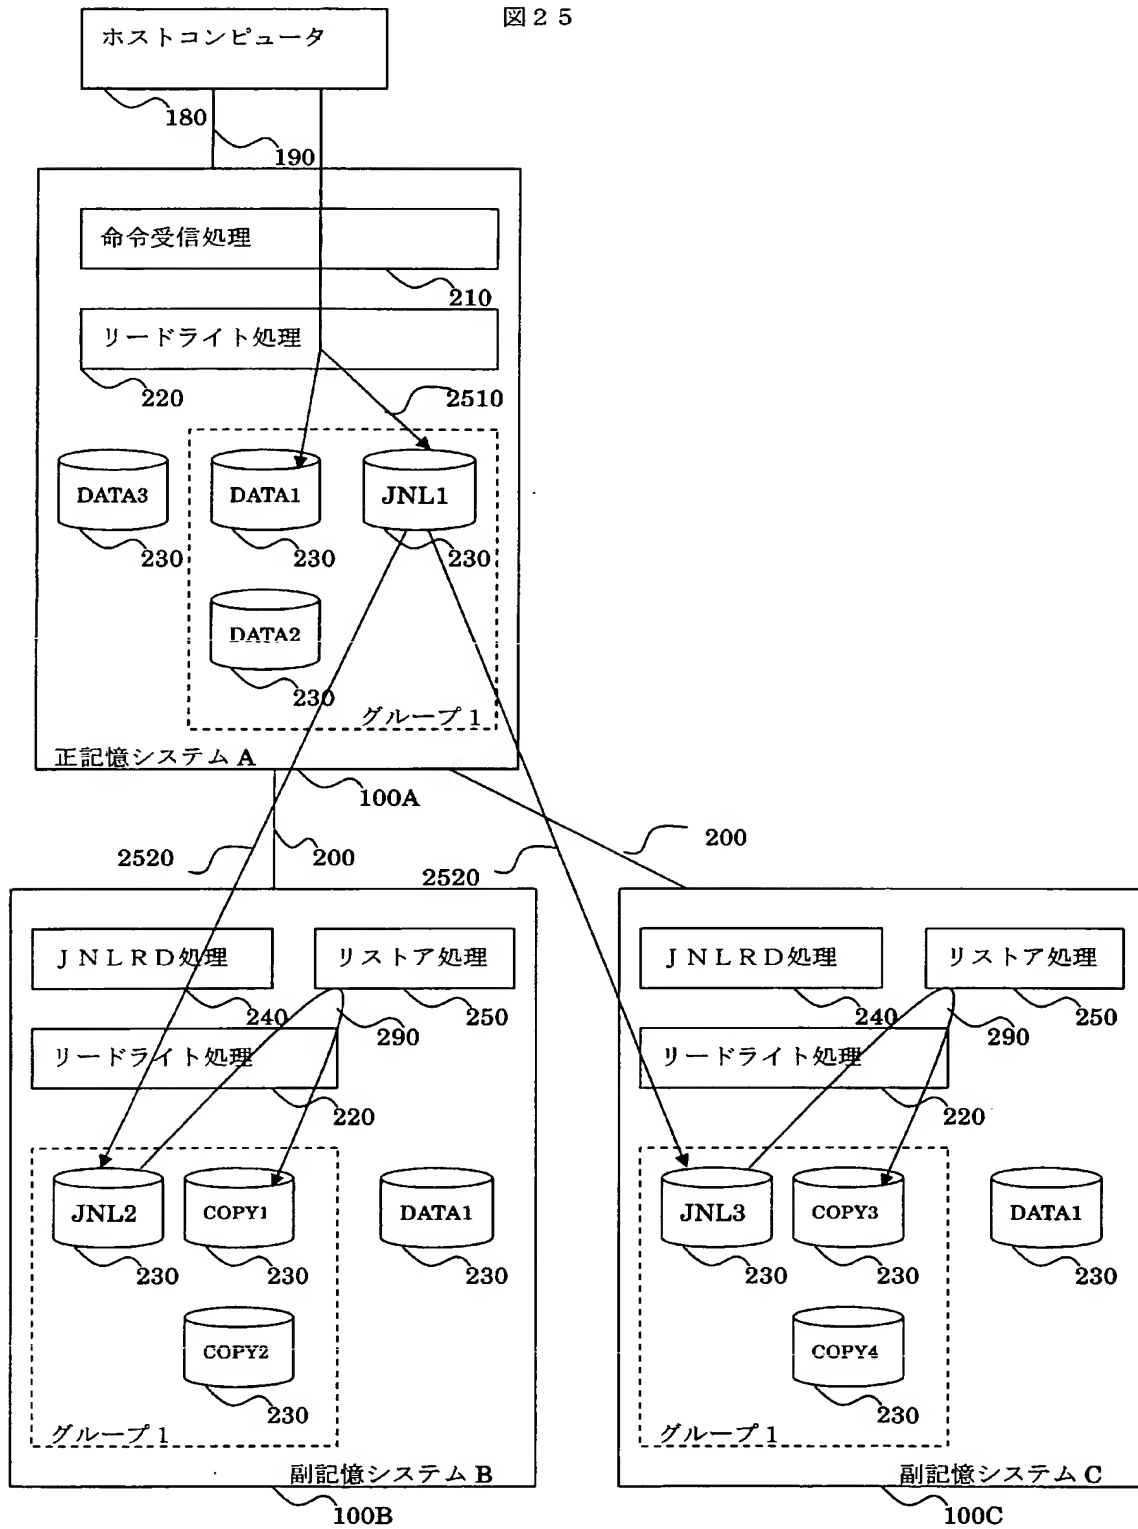 図２５
ホストコンピュータ
180
190
命令受信処理
210
リードライト処理
220
2510
DATA3
DATA1
JNL1
230
230
230
DATA2
230
グループ1
正記憶システムA
100A
2520
200
2520
200
ＪＮＬＲＤ処理
リストア処理
240
290
250
リードライト処理
220
JNL2
COPY1
DATA1
230
230
230
COPY2
230
グループ1
副記憶システムB
100B
ＪＮＬＲＤ処理
リストア処理
240
290
250
リードライト処理
220
JNL3
COPY3
DATA1
230
230
230
COPY4
230
グループ1
副記憶システムC
100C